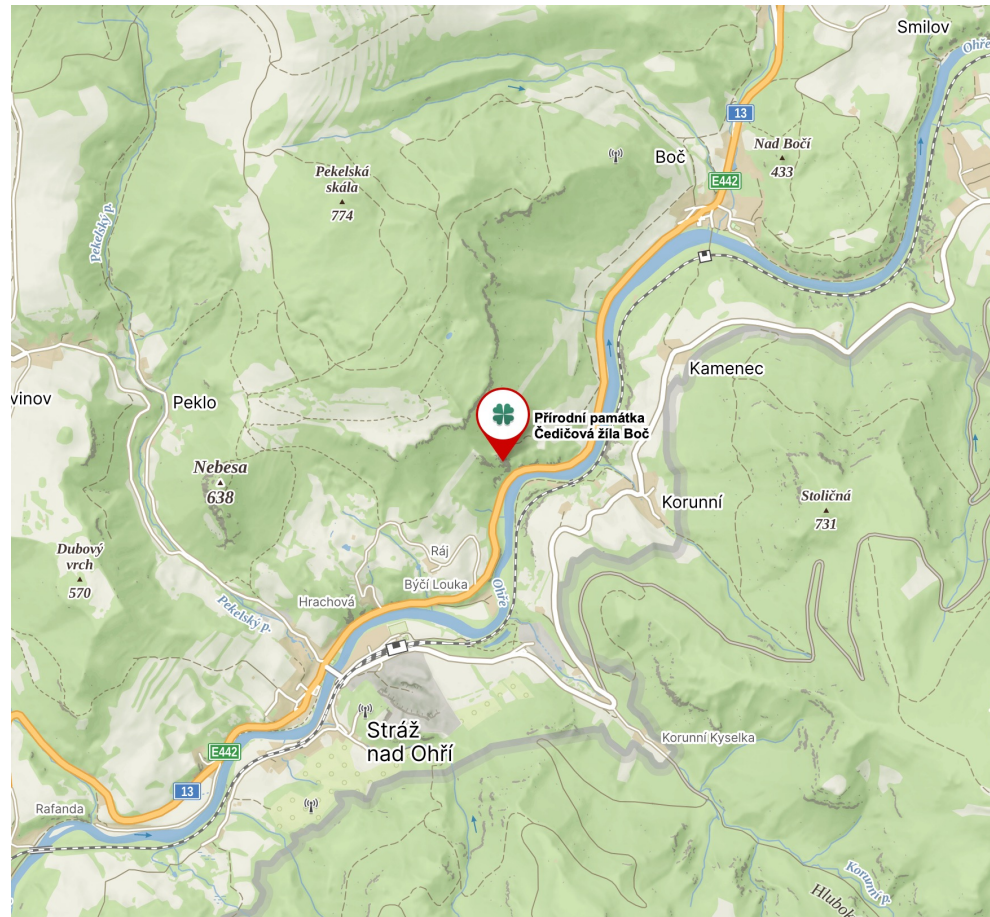 Smilov
Ohře
13
Boč
Nad Bočí
433
Pekelská
skála
774
E442
Pekelský p.
Kamenec
vinov
Peklo
Přírodní památka
Čedičová žíla Boč
Nebesa
638
Korunní
Stoličná
731
Dubový
vrch
570
Ráj
Býčí Louka
Hrachová
Ohře
Pekelský p.
Stráž
nad Ohří
Korunní Kyselka
E442
13
Rafanda
Korunní p.
Hlubok